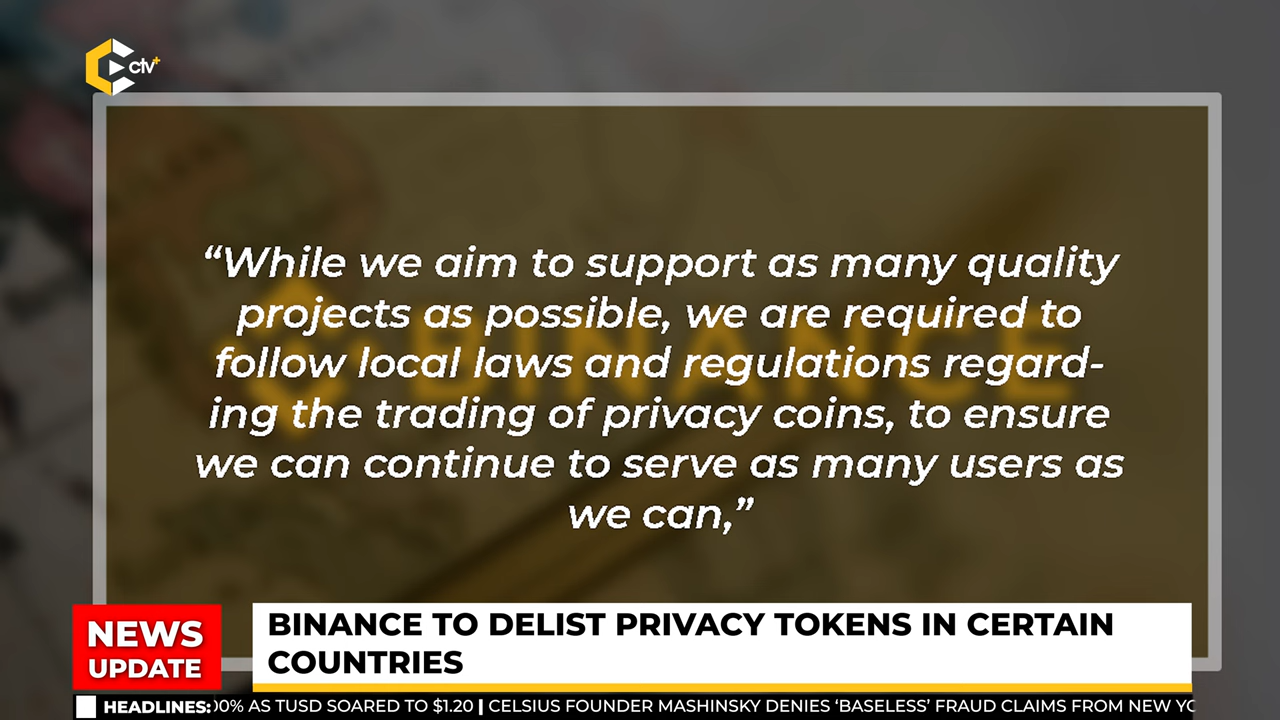 ctv+
“While we aim to support as many quality
projects as possible, we are required to
follow local laws and regulations regard-
ing the trading of privacy coins, to ensure
we can continue to serve as many users as
we can,”
BINANCE
NEWS
UPDATE
BINANCE TO DELIST PRIVACY TOKENS IN CERTAIN
COUNTRIES
HEADLINES: 00% AS TUSD SOARED TO $1.20 | CELSIUS FOUNDER MASHINSKY DENIES ‘BASELESS’ FRAUD CLAIMS FROM NEW YO